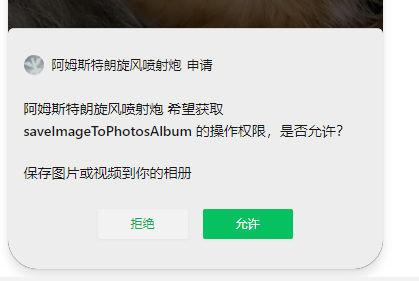 阿姆斯特朗旋风喷射炮 申请
阿姆斯特朗旋风喷射炮 希望获取
saveImageToPhotosAlbum 的操作权限，是否允许？
保存图片或视频到你的相册
拒绝
允许